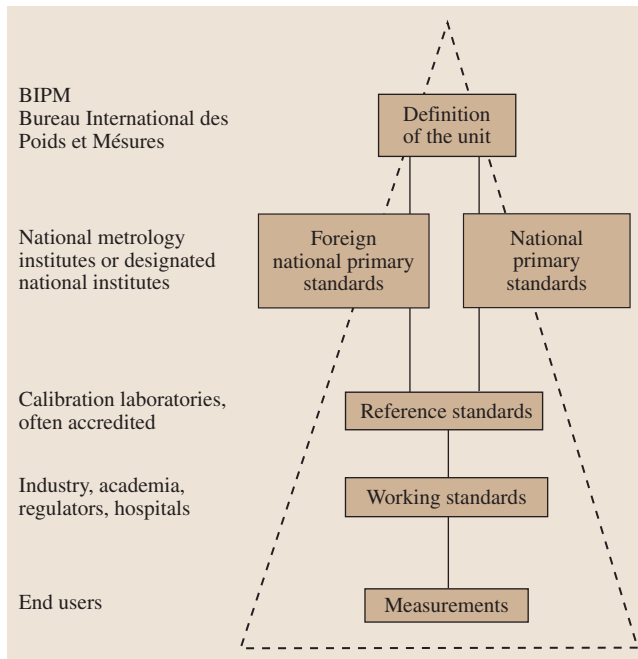 BIPM
Bureau International des
Poids et Mésures
Definition
of the unit
National metrology
institutes or designated
national institutes
Foreign
national primary
standards
National
primary
standards
Calibration laboratories,
often accredited
Reference standards
Industry, academia,
regulators, hospitals
Working standards
End users
Measurements